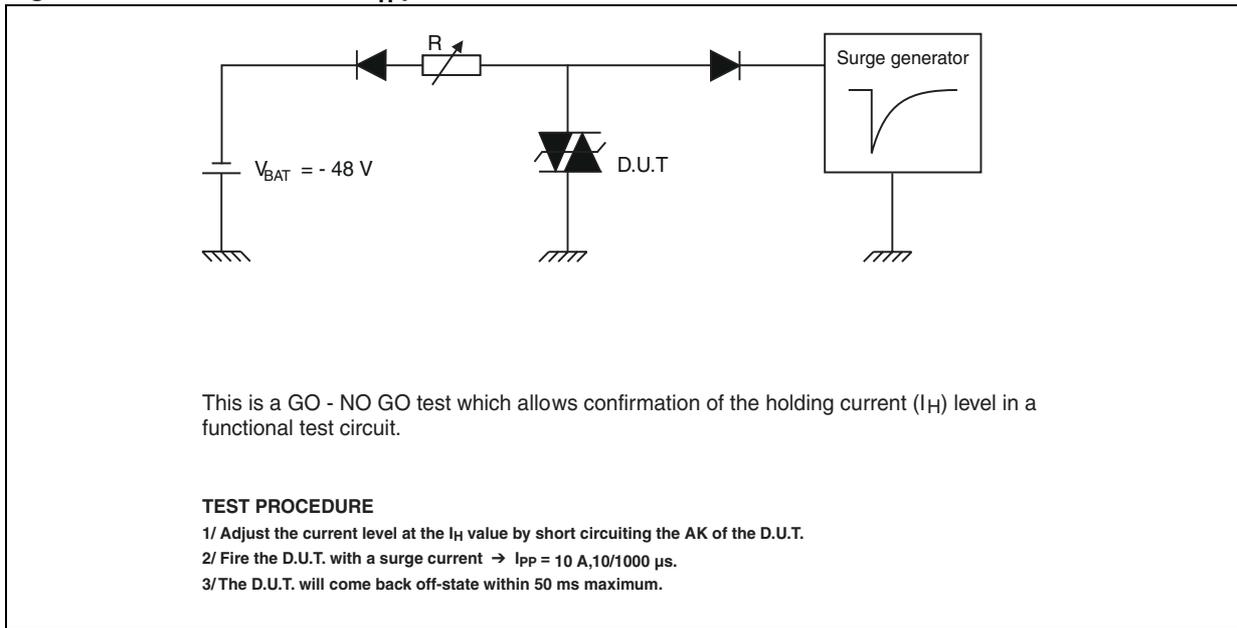 R
Surge generator
VBAT = - 48 V
D.U.T
This is a GO - NO GO test which allows confirmation of the holding current (IH) level in a
functional test circuit.
TEST PROCEDURE
1/ Adjust the current level at the IH value by short circuiting the AK of the D.U.T.
2/ Fire the D.U.T. with a surge current → IPP = 10 A,10/1000 µs.
3/ The D.U.T. will come back off-state within 50 ms maximum.